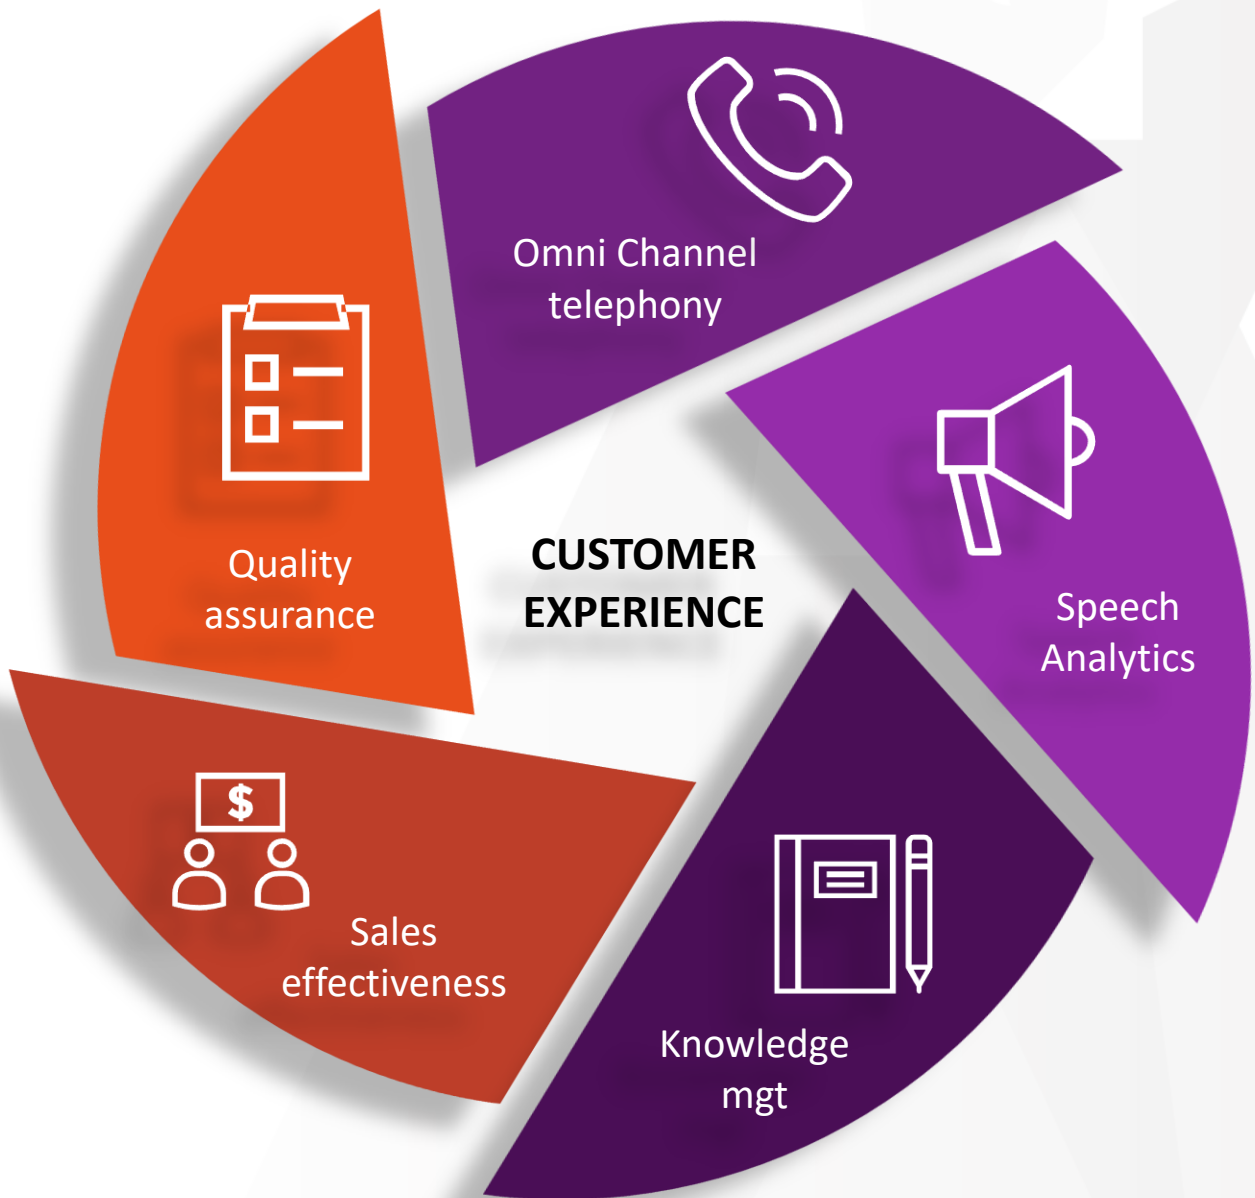 Omni Channel
telephony
Speech
Analytics
Knowledge
mgt
$
Sales
effectiveness
Quality
assurance
CUSTOMER
EXPERIENCE